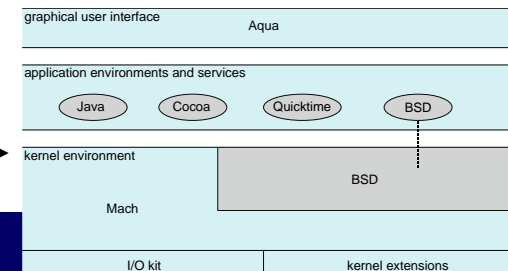 graphical user interface
Aqua
application environments and services
Java Cocoa Quicktime BSD
kernel environment
BSD
Mach
I/O kit kernel extensions